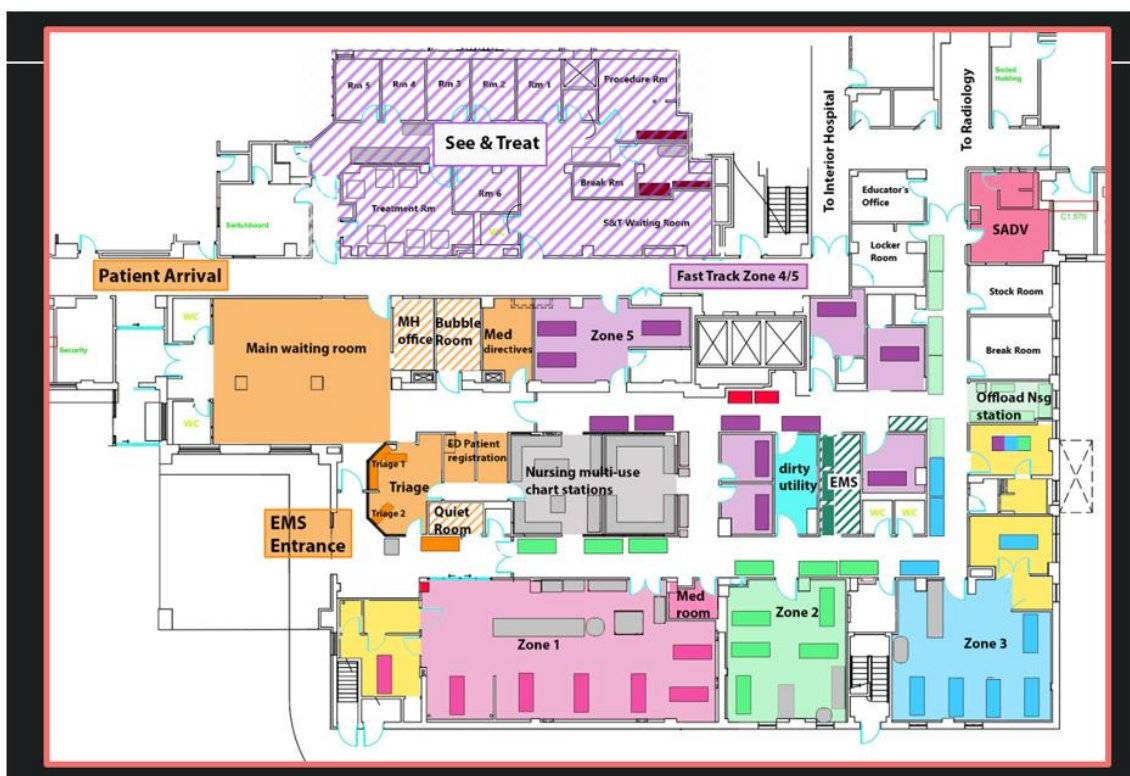 Rm 5
Rm 4
Rm 3
Rm 2
Rm 1
Procedure Rm
See & Treat
Break Rm
Rm 6
Treatment Rm
S&T Waiting Room
WC
Switchboard
To Interior Hospital
To Radiology
Soiled
Holding
Educator's
Office
Locker
Room
SADV
C1.570
Patient Arrival
Fast Track Zone 4/5
Stock Room
Break Room
Security
WC
WC
Main waiting room
MH
office
Bubble
Room
Med
directives
Zone 5
Offload Nsg
station
Triage 1
Triage
Triage 2
ED Patient
registration
Nursing multi-use
chart stations
dirty
utility
EMS
WC
WC
Quiet
Room
EMS
Entrance
Med
room
Zone 1
Zone 2
Zone 3